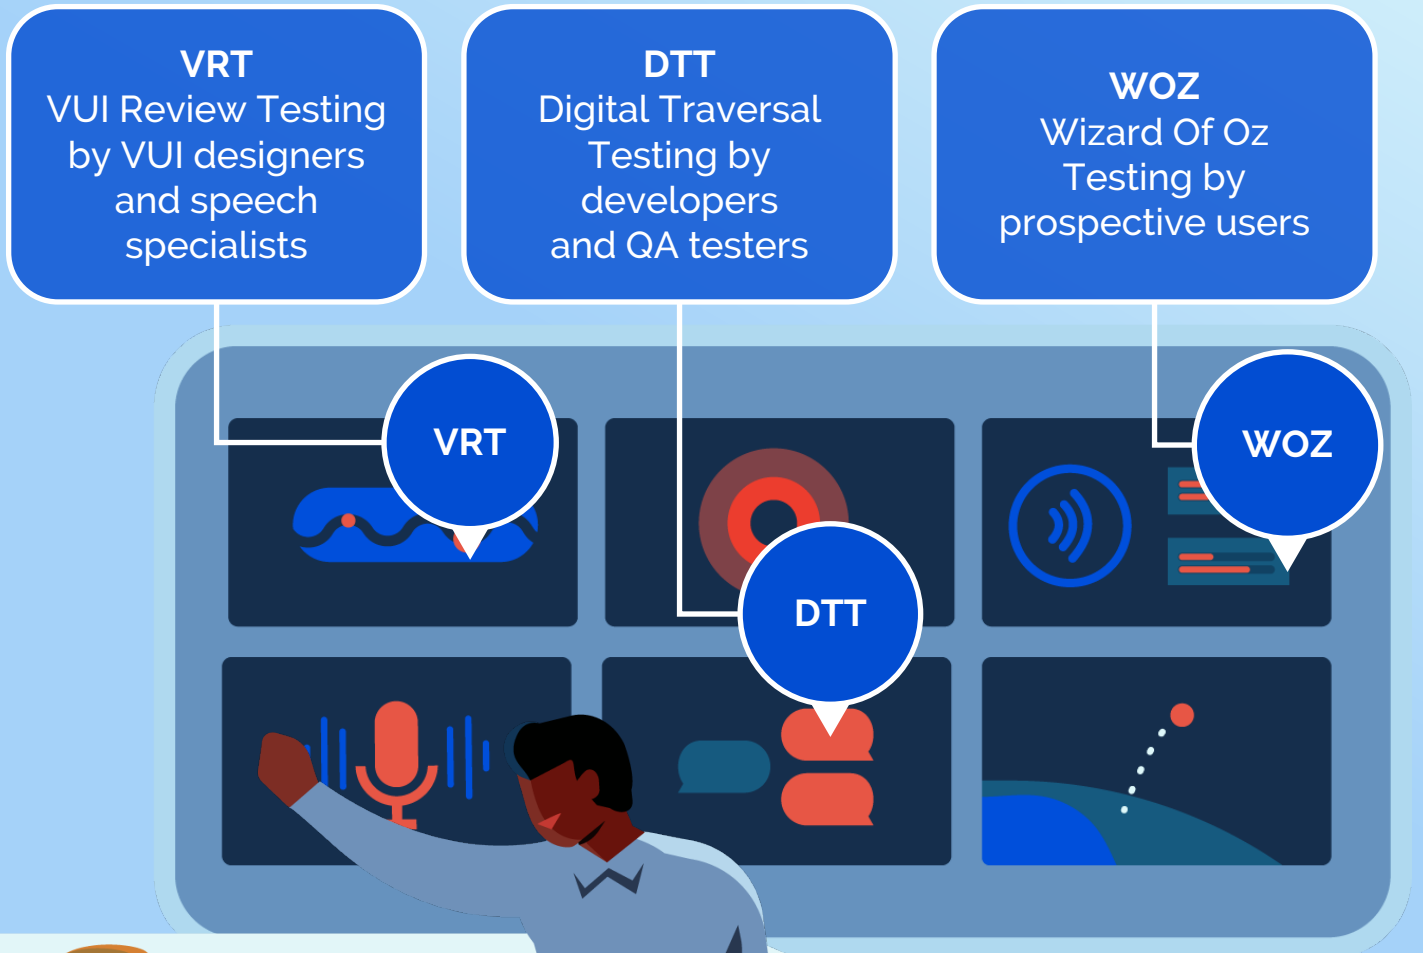 VRT
VUI Review Testing
by VUI designers
and speech
specialists
DTT
Digital Traversal
Testing by
developers
and QA testers
WOZ
Wizard Of Oz
Testing by
prospective users
VRT
WOZ
DTT